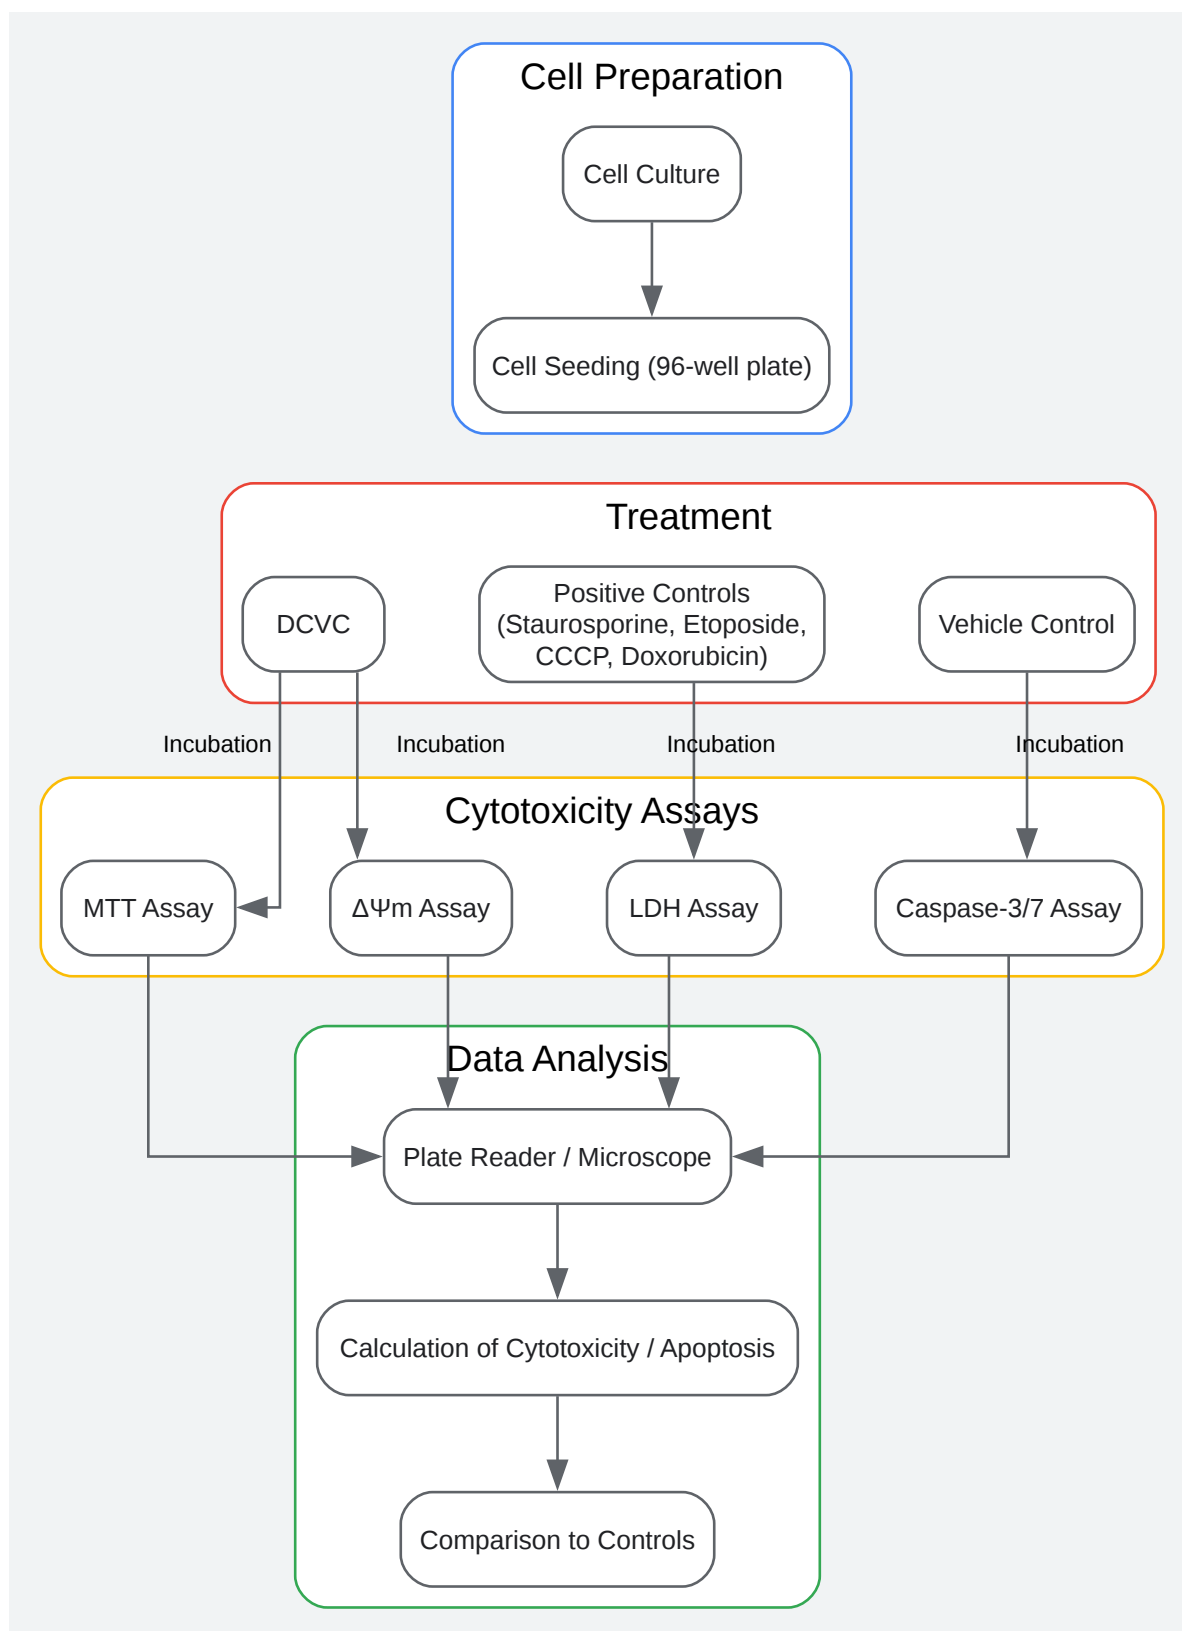 Cell Preparation
Cell Culture
Cell Seeding (96-well plate)
Treatment
DCVC
Positive Controls
(Staurosporine, Etoposide,
CCCP, Doxorubicin)
Vehicle Control
Incubation
Incubation
Incubation
Incubation
Cytotoxicity Assays
MTT Assay
ΔΨm Assay
LDH Assay
Caspase-3/7 Assay
Data Analysis
Plate Reader / Microscope
Calculation of Cytotoxicity / Apoptosis
Comparison to Controls